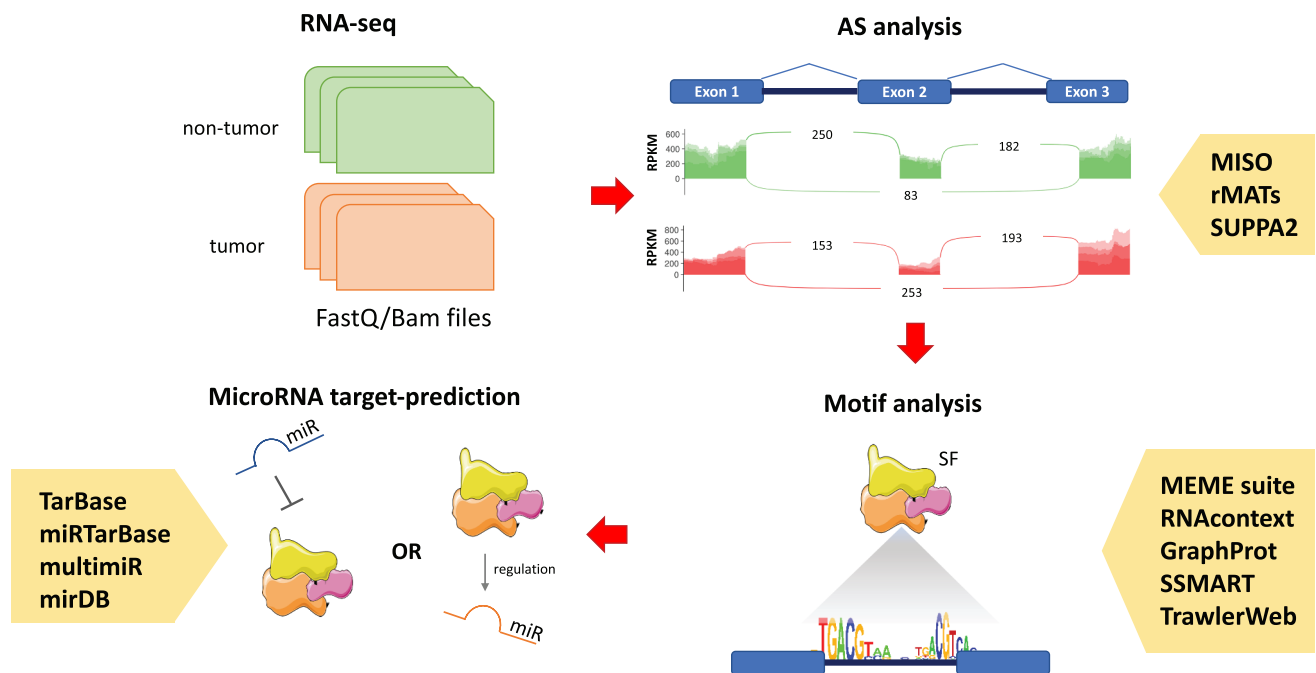 RNA-seq
non-tumor
tumor
FastQ/Bam files
AS analysis
Exon 1
Exon 2
Exon 3
RPKM
600
400
200
0
250
182
83
RPKM
800
600
400
200
0
153
193
253
MISO
rMATs
SUPPA2
MicroRNA target-prediction
miR
OR
regulation
miR
TarBase
miRTarBase
multimiR
mirDB
Motif analysis
SF
TGACG
CGT
MEME suite
RNAcontext
GraphProt
SSMART
TrawlerWeb